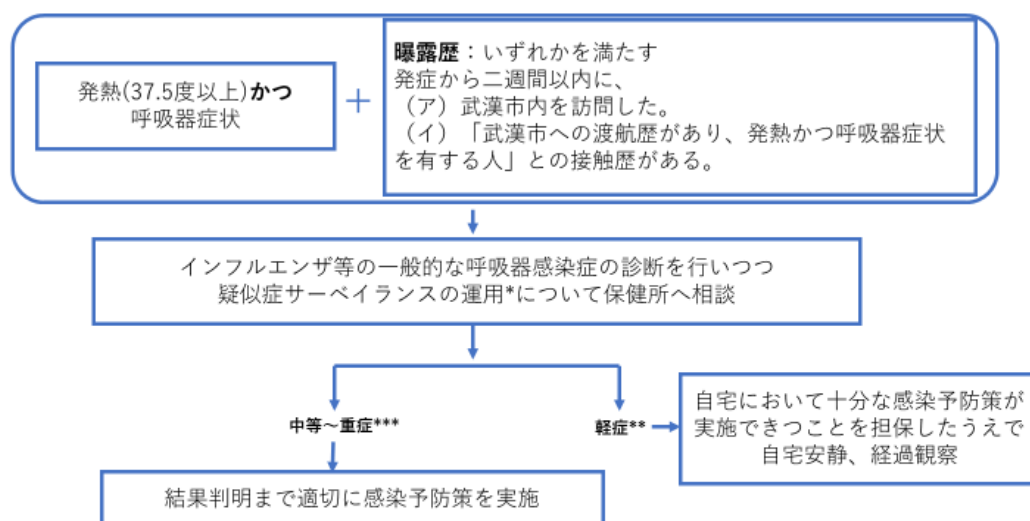 発熱(37.5度以上)かつ
呼吸器症状
＋
曝露歴：いずれかを満たす
発症から二週間以内に、
（ア）武漢市内を訪問した。
（イ）「武漢市への渡航歴があり、発熱かつ呼吸器症状
を有する人」との接触歴がある。
インフルエンザ等の一般的な呼吸器感染症の診断を行いつつ
疑似症サーベイランスの運用*について保健所へ相談
中等～重症***
軽症**
自宅において十分な感染予防策が
実施できつことを担保したうえで
自宅安静、経過観察
結果判明まで適切に感染予防策を実施